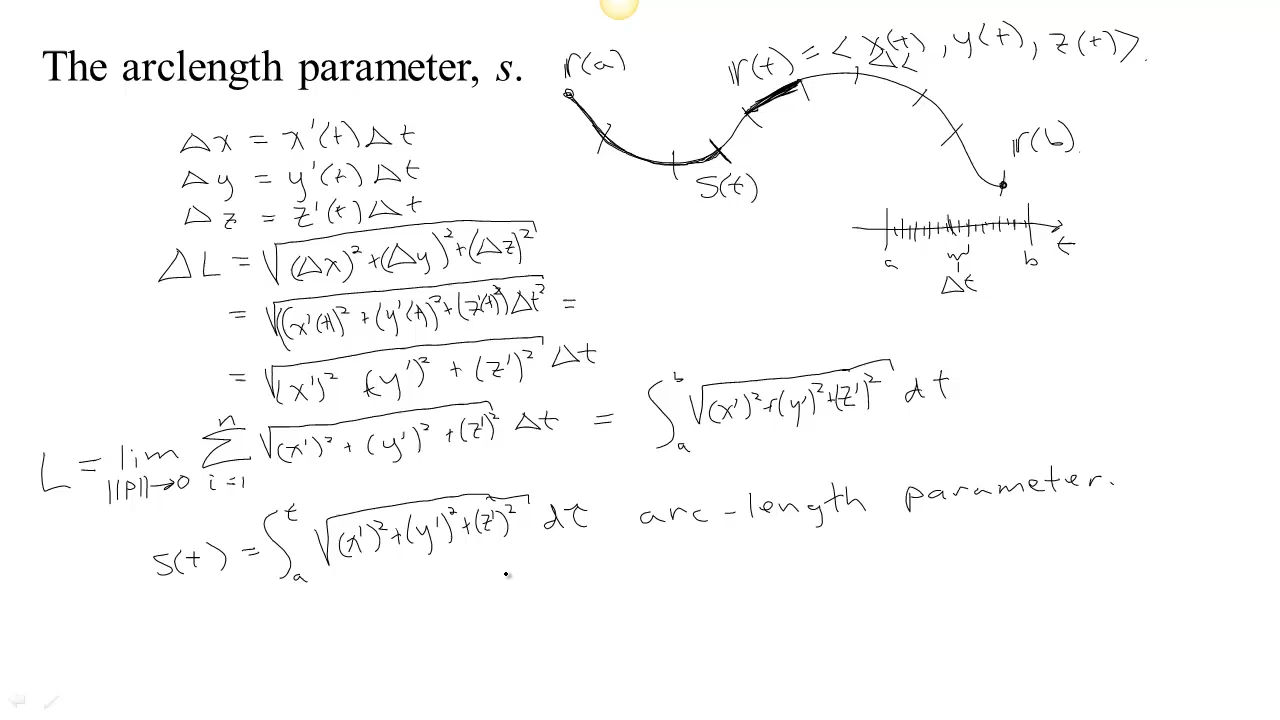 The arclength parameter, s.
r(a)
r(t) = < x(t), y(t), z(t) >.
ΔL
r(b).
s(t)
Δx = x'(t) Δt
Δy = y'(t) Δt
Δz = z'(t) Δt
ΔL = √((Δx)² + (Δy)² + (Δz)²)
a b t
Δt
= √((x'(t)² + (y'(t)² + (z'(t)²) Δt² =
= √((x')² + (y')² + (z')²) Δt
L = lim ||P||→0 Σ i=1 n √((x')² + (y')² + (z')²) Δt = ∫ a b √((x')² + (y')² + (z')²) dt
s(t) = ∫ a t √((x')² + (y')² + (z')²) dτ arc-length parameter.